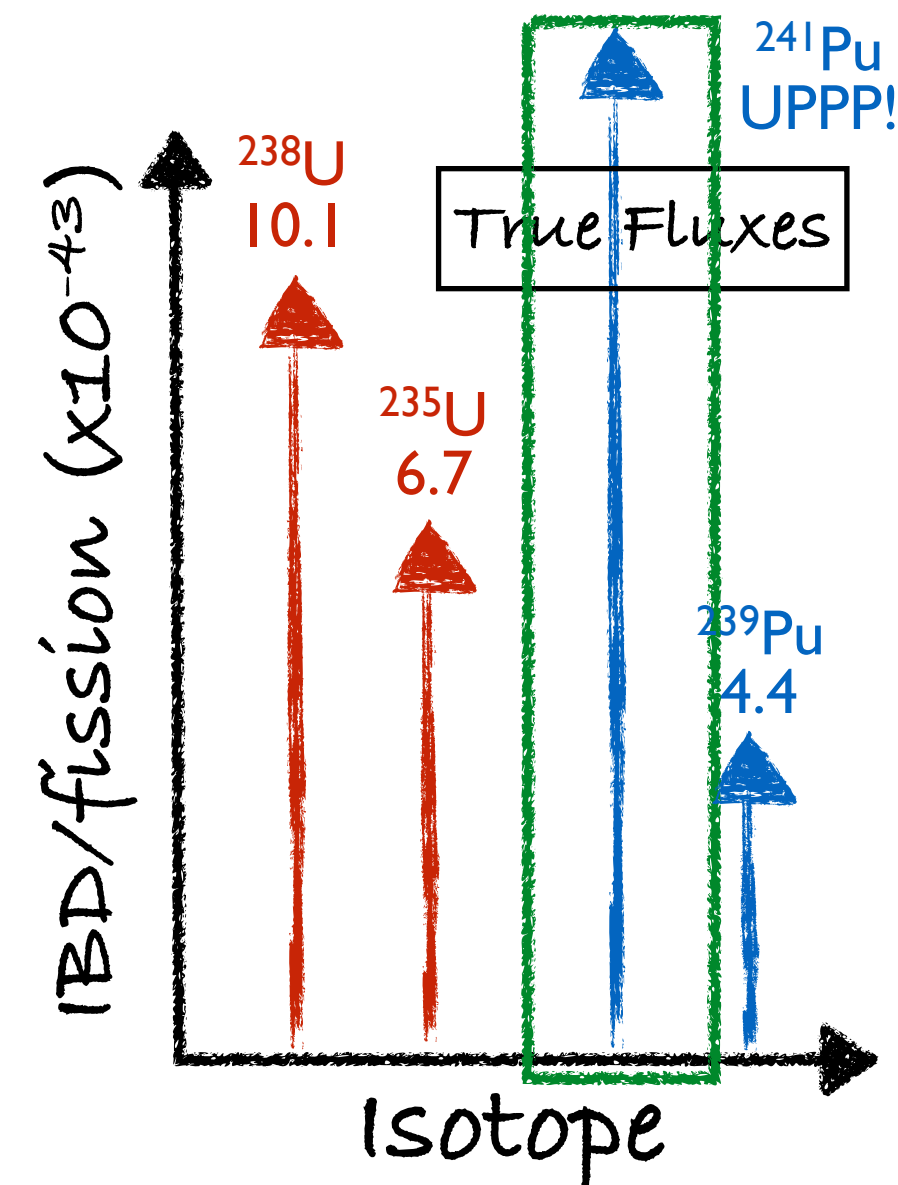 ²⁴¹Pu
UPPP!
²³⁸U
10.1
True Fluxes
²³⁵U
6.7
²³⁹Pu
4.4
IBD/fission (x10⁻⁴³)
Isotope